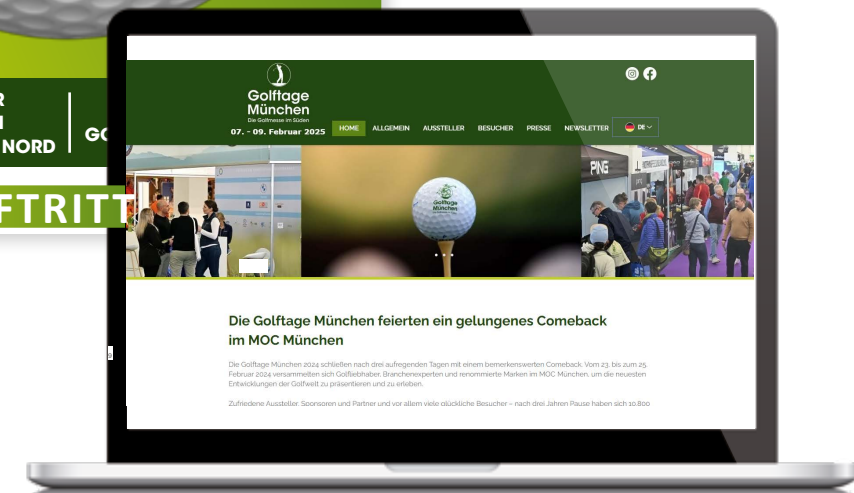 R
NORD
GO
FTRITT
Golftage
München
Die Golfmesse im Süden
07. - 09. Februar 2025
HOME ALLGEMEIN AUSSTELLER BESUCHER PRESSE NEWSLETTER DE
Golftage
München
PING
Die Golftage München feierten ein gelungenes Comeback
im MOC München
Die Golftage München 2024 schließen nach drei aufregenden Tagen mit einem bemerkenswerten Comeback. Vom 23. bis zum 25.
Februar 2024 versammelten sich Golfliebhaber, Branchenexperten und renommierte Marken im MOC München, um die neuesten
Entwicklungen der Golfwelt zu präsentieren und zu erleben.
Zufriedene Aussteller, Sponsoren und Partner und vor allem viele glückliche Besucher – nach drei Jahren Pause haben sich 10.800